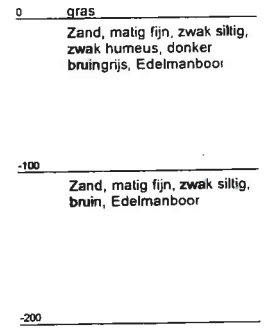 0 gras
Zand, matig fijn, zwak siltig,
zwak humeus, donker
bruingrijs, Edelmanboor
-100
Zand, matig fijn, zwak siltig,
bruin, Edelmanboor
-200